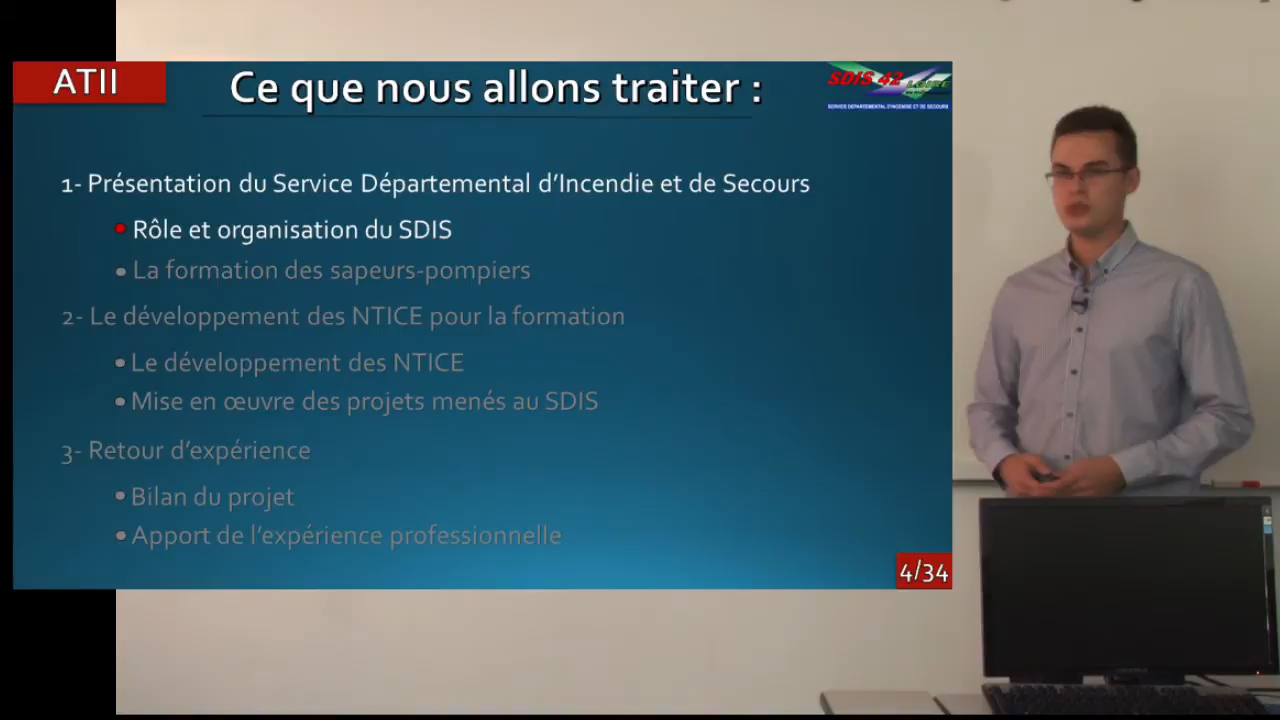 ATII
Ce que nous allons traiter :
SDIS 42
LOIRE
SERVICE DEPARTEMENTAL D'INCENDIE ET DE SECOURS
1- Présentation du Service Départemental d'Incendie et de Secours
• Rôle et organisation du SDIS
• La formation des sapeurs-pompiers
2- Le développement des NTICE pour la formation
• Le développement des NTICE
• Mise en œuvre des projets menés au SDIS
3- Retour d'expérience
• Bilan du projet
• Apport de l'expérience professionnelle
4/34